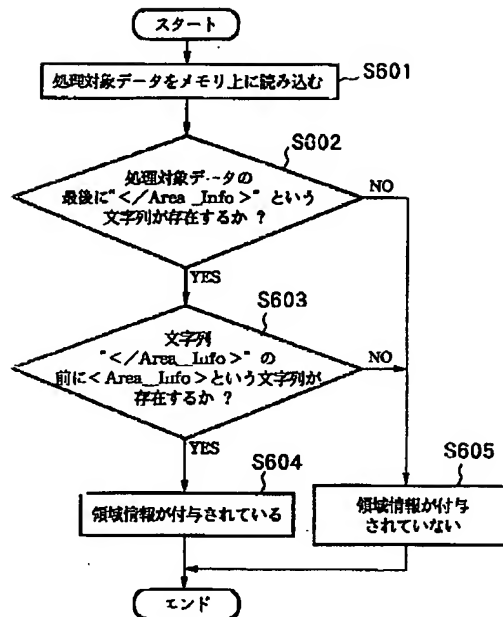 スタート
処理対象データをメモリ上に読み込む
S601
S602
処理対象データの
最後に"</Area_Info>"という
文字列が存在するか ?
NO
YES
S603
文字列
"</Area_Info>"の
前に<Area_Info>という文字列が
存在するか ?
NO
YES
S604
領域情報が付与されている
S605
領域情報が付与
されていない
エンド